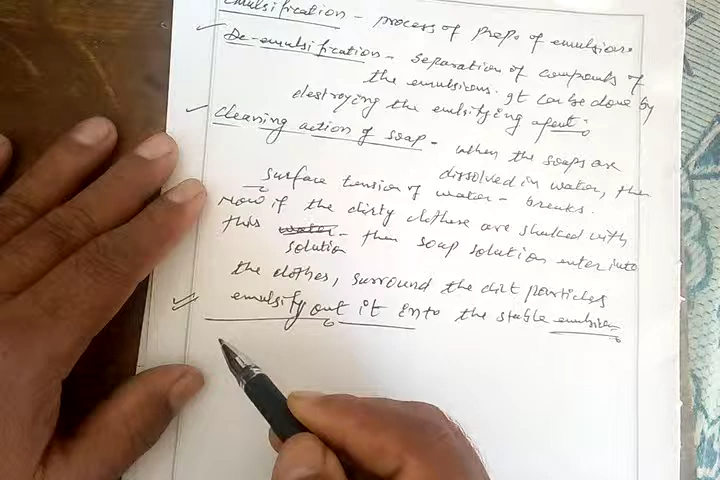 Emulsification - process of prepn of emulsions
De-emulsification - separation of compounds of
the emulsions. It can be done by
destroying the emulsifying agent.
Cleaning action of soap - when the soaps are
dissolved in water, then
surface tension of water - breaks.
Now if the dirty clothes are shaked with
this water - then soap solution enter into
solution
the clothes, surround the dirt particles
emulsify out it into the stable emulsion